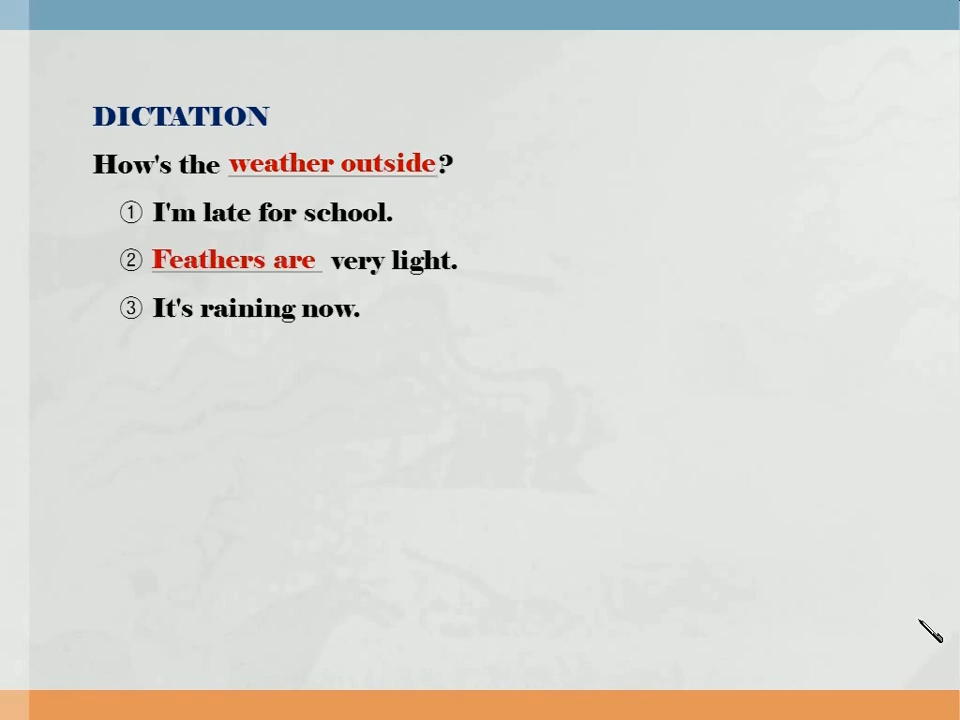 DICTATION
How's the weather outside?
① I'm late for school.
② Feathers are very light.
③ It's raining now.